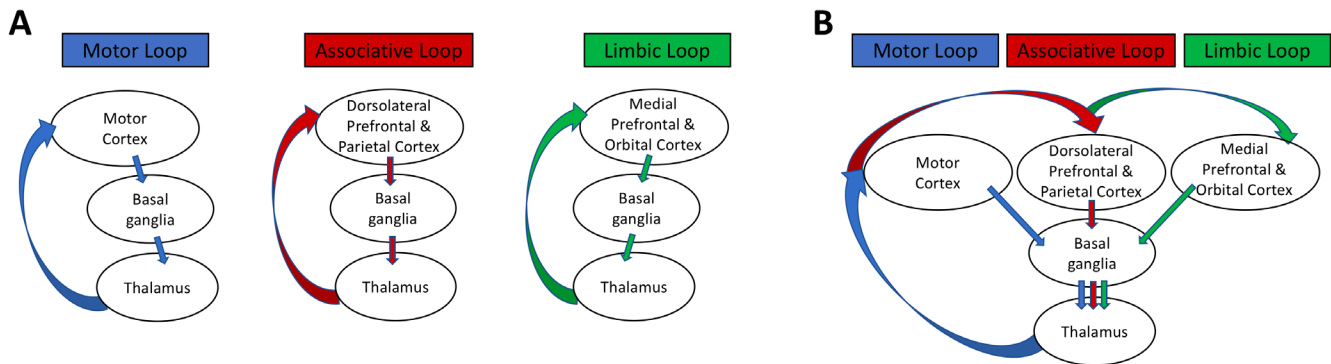 A
Motor Loop
Associative Loop
Limbic Loop
Motor
Cortex
Basal
ganglia
Thalamus
Dorsolateral
Prefrontal &
Parietal Cortex
Basal
ganglia
Thalamus
Medial
Prefrontal &
Orbital Cortex
Basal
ganglia
Thalamus
B
Motor Loop
Associative Loop
Limbic Loop
Motor
Cortex
Dorsolateral
Prefrontal &
Parietal Cortex
Medial
Prefrontal &
Orbital Cortex
Basal
ganglia
Thalamus